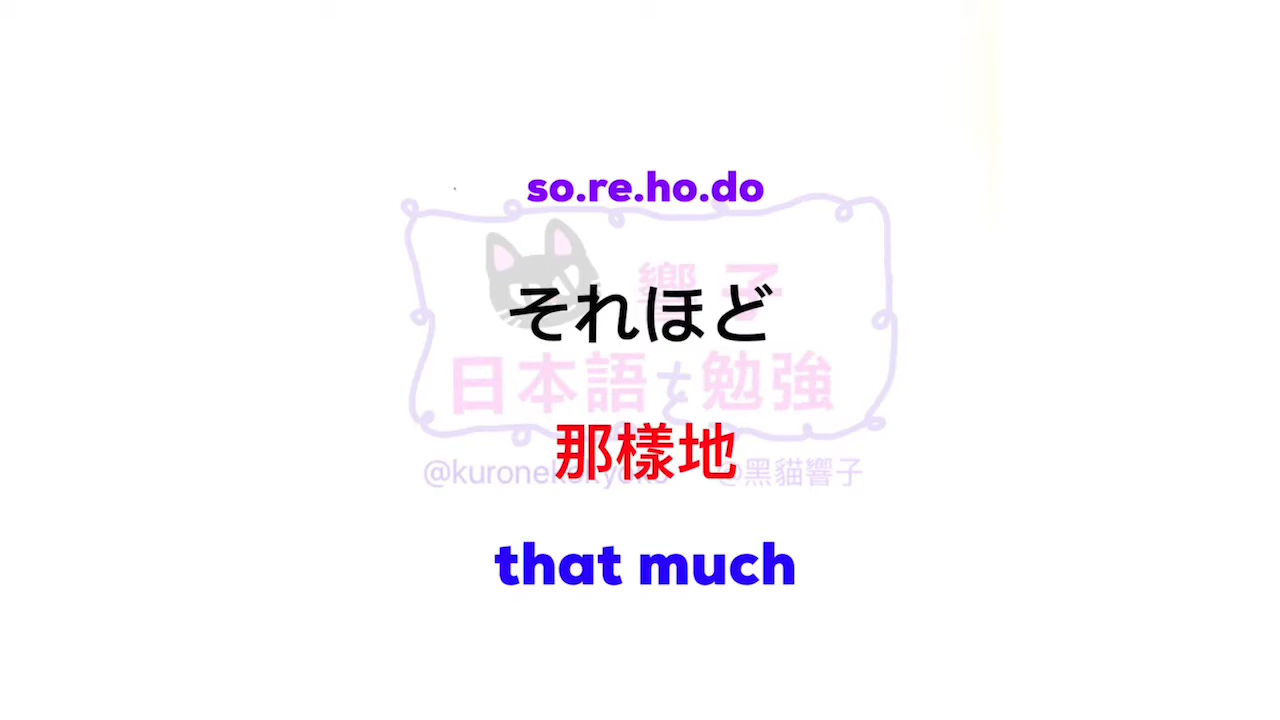 so.re.ho.do
響子
それほど
日本語を勉強
那樣地
@黑貓響子
that much